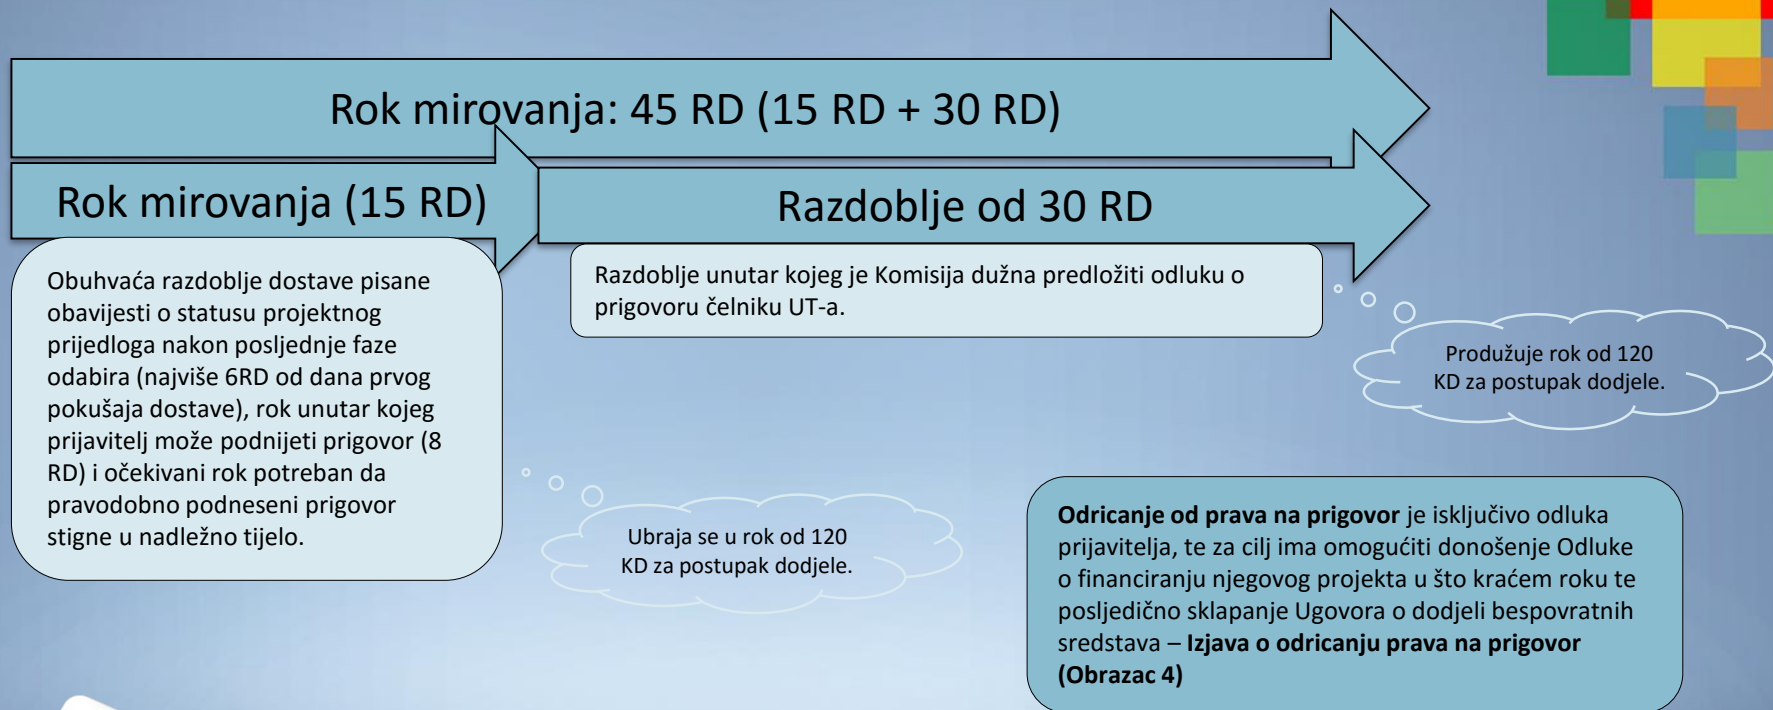 Rok mirovanja: 45 RD (15 RD + 30 RD)
Rok mirovanja (15 RD)
Razdoblje od 30 RD
Obuhvaća razdoblje dostave pisane
obavijesti o statusu projektnog
prijedloga nakon posljednje faze
odabira (najviše 6RD od dana prvog
pokušaja dostave), rok unutar kojeg
prijavitelj može podnijeti prigovor (8
RD) i očekivani rok potreban da
pravodobno podneseni prigovor
stigne u nadležno tijelo.
Razdoblje unutar kojeg je Komisija dužna predložiti odluku o
prigovoru čelniku UT-a.
Produžuje rok od 120
KD za postupak dodjele.
Ubraja se u rok od 120
KD za postupak dodjele.
Odricanje od prava na prigovor je isključivo odluka
prijavitelja, te za cilj ima omogućiti donošenje Odluke
o financiranju njegovog projekta u što kraćem roku te
posljedično sklapanje Ugovora o dodjeli bespovratnih
sredstava – Izjava o odricanju prava na prigovor
(Obrazac 4)